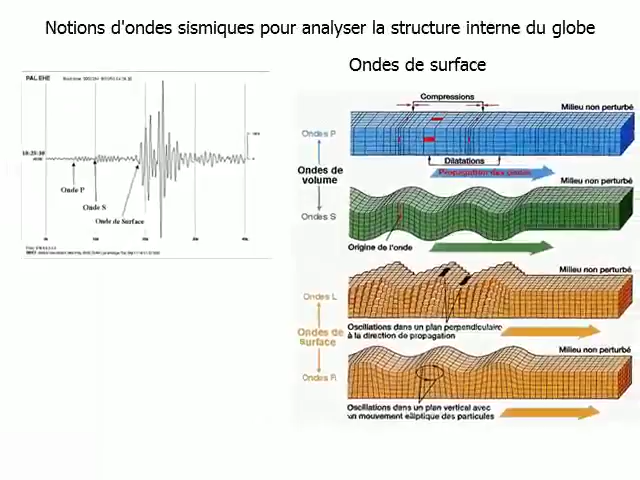 Notions d'ondes sismiques pour analyser la structure interne du globe
Ondes de surface
PAL.EHE
Onde P
Onde S
Onde de Surface
Compressions
Milieu non perturbé
Ondes P
Dilatations
Propagation des ondes
Ondes de
volume
Milieu non perturbé
Ondes S
Origine de l'onde
Milieu non perturbé
Ondes L
Oscillations dans un plan perpendiculaire
à la direction de propagation
Ondes de
surface
Milieu non perturbé
Ondes R
Oscillations dans un plan vertical avec
un mouvement elliptique des particules